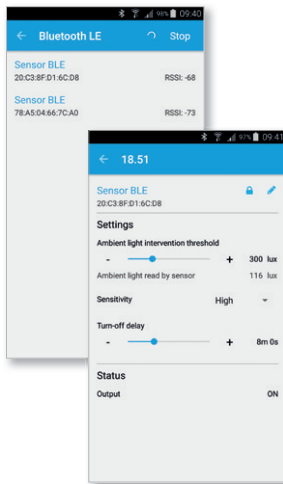 98% 09:40
← Bluetooth LE Stop
Sensor BLE
20:C3:8F:D1:6C:D8 RSSI: -68
Sensor BLE
78:A5:04:66:7C:A0 RSSI: -73
97% 09:41
← 18.51
Sensor BLE
20:C3:8F:D1:6C:D8
Settings
Ambient light intervention threshold
- + 300 lux
Ambient light read by sensor 116 lux
Sensitivity High
Turn-off delay
- + 8m 0s
Status
Output ON